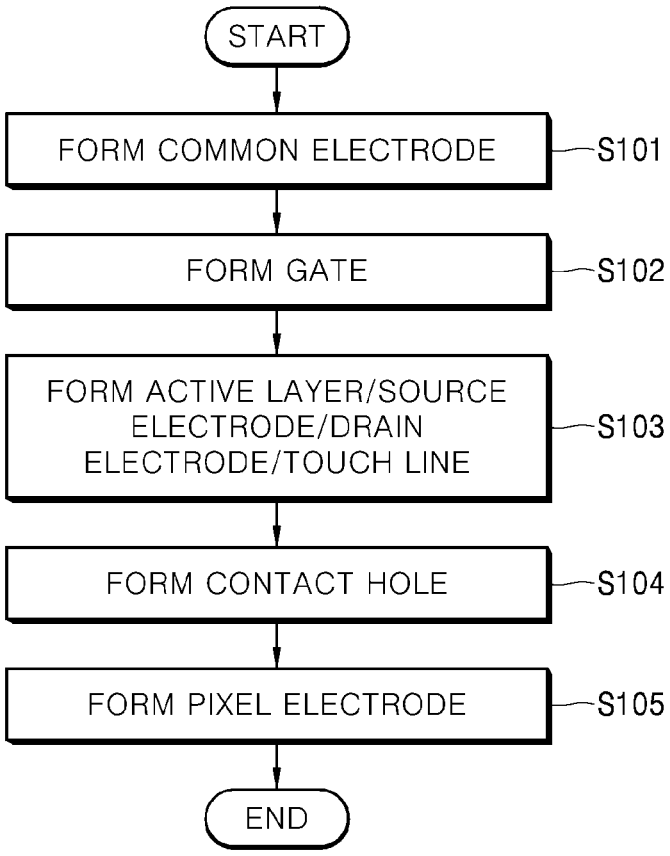 START
FORM COMMON ELECTRODE
S101
FORM GATE
S102
FORM ACTIVE LAYER/SOURCE
ELECTRODE/DRAIN
ELECTRODE/TOUCH LINE
S103
FORM CONTACT HOLE
S104
FORM PIXEL ELECTRODE
S105
END